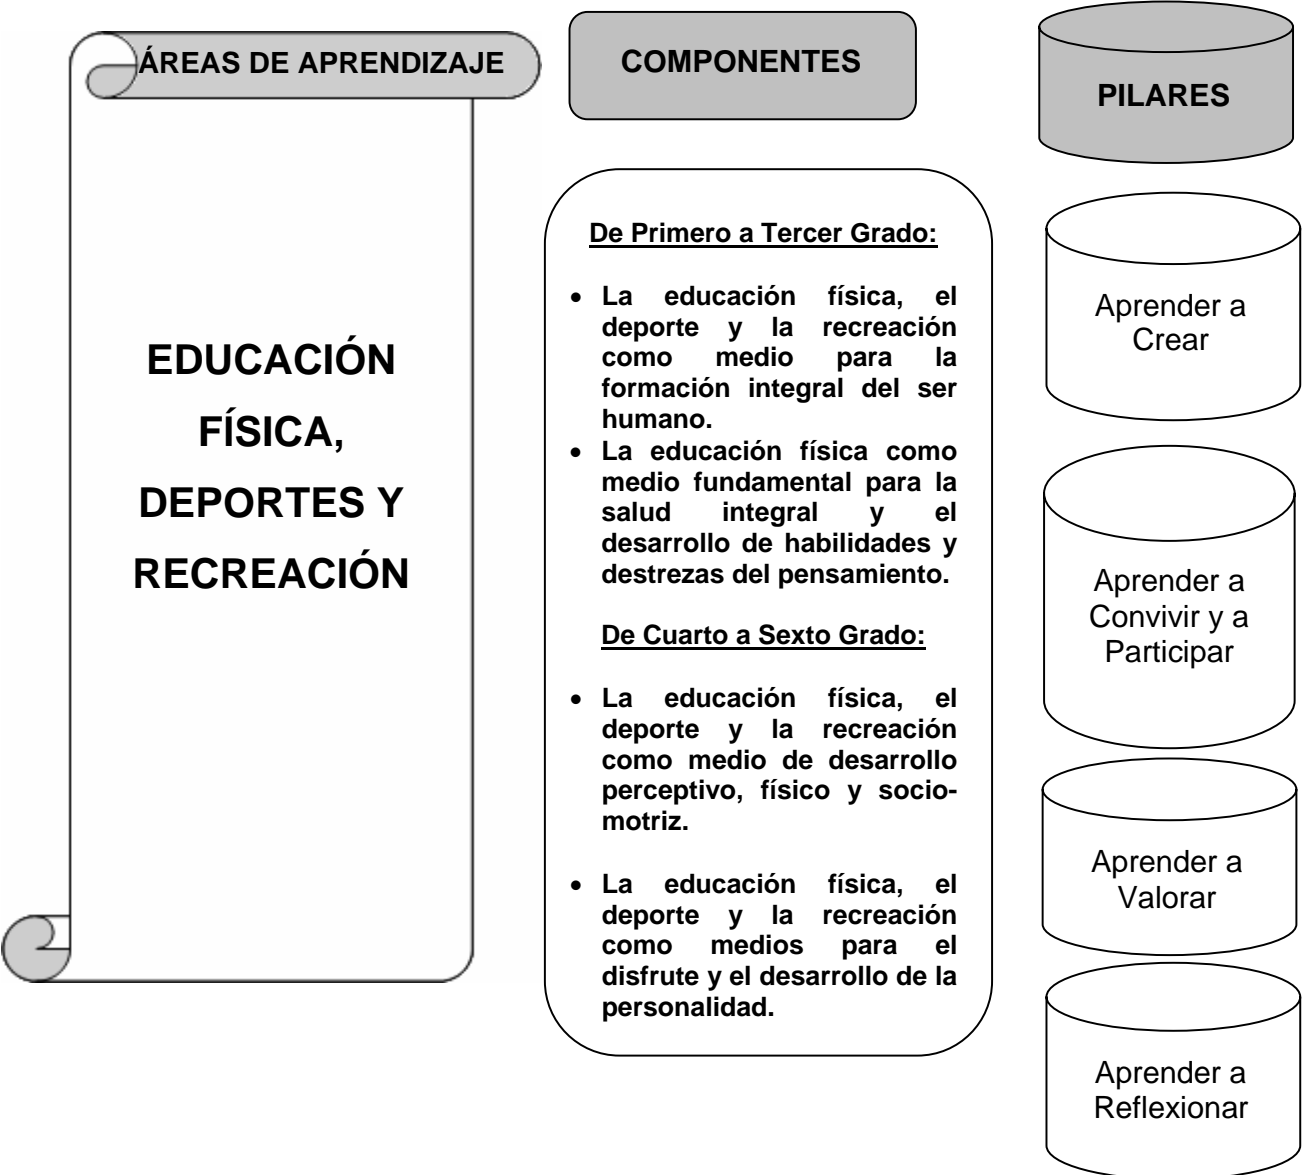 ÁREAS DE APRENDIZAJE
EDUCACIÓN
FÍSICA,
DEPORTES Y
RECREACIÓN
COMPONENTES
De Primero a Tercer Grado:
• La educación física, el
deporte y la recreación
como medio para la
formación integral del ser
humano.
• La educación física como
medio fundamental para la
salud integral y el
desarrollo de habilidades y
destrezas del pensamiento.
De Cuarto a Sexto Grado:
• La educación física, el
deporte y la recreación
como medio de desarrollo
perceptivo, físico y socio-
motriz.
• La educación física, el
deporte y la recreación
como medios para el
disfrute y el desarrollo de la
personalidad.
PILARES
Aprender a
Crear
Aprender a
Convivir y a
Participar
Aprender a
Valorar
Aprender a
Reflexionar